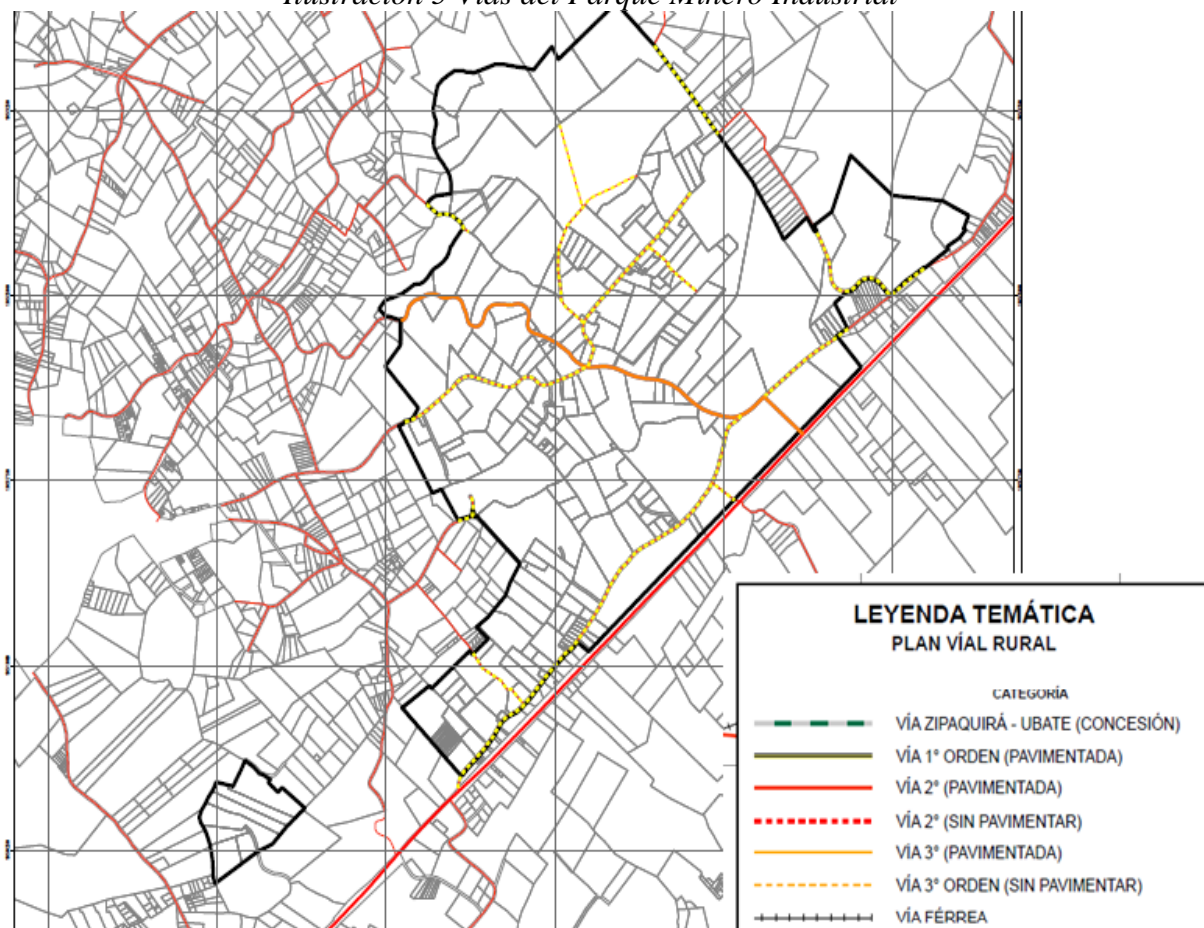 Ilustración 3 Vías del Parque Minero Industrial
LEYENDA TEMÁTICA
PLAN VÍAL RURAL
CATEGORÍA
VÍA ZIPAQUIRÁ - UBATE (CONCESIÓN)
VÍA 1° ORDEN (PAVIMENTADA)
VÍA 2° (PAVIMENTADA)
VÍA 2° (SIN PAVIMENTAR)
VÍA 3° (PAVIMENTADA)
VÍA 3° ORDEN (SIN PAVIMENTAR)
VÍA FÉRREA